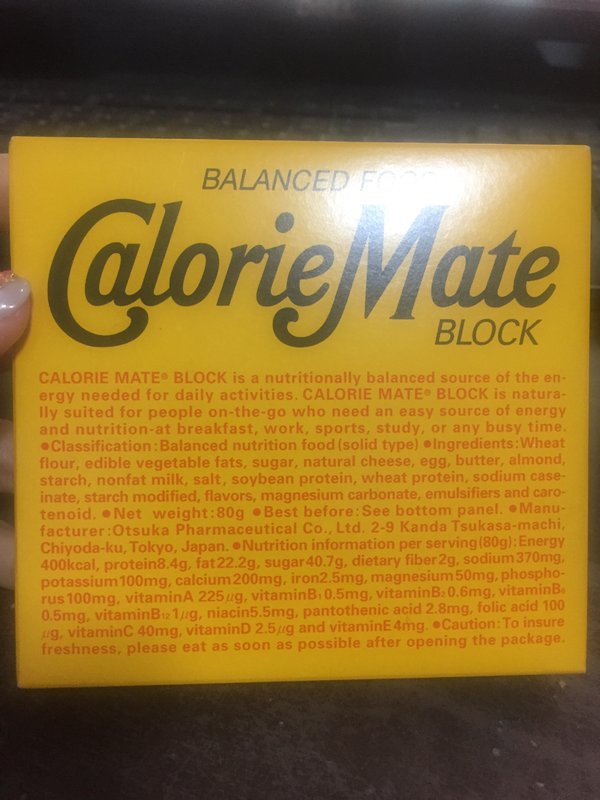 BALANCED FOOD
CalorieMate
BLOCK
CALORIE MATE® BLOCK is a nutritionally balanced source of the en-
ergy needed for daily activities. CALORIE MATE® BLOCK is natura-
lly suited for people on-the-go who need an easy source of energy
and nutrition-at breakfast, work, sports, study, or any busy time.
●Classification:Balanced nutrition food(solid type) ●Ingredients:Wheat
flour, edible vegetable fats, sugar, natural cheese, egg, butter, almond,
starch, nonfat milk, salt, soybean protein, wheat protein, sodium case-
inate, starch modified, flavors, magnesium carbonate, emulsifiers and caro-
tenoid. ●Net weight:80g ●Best before:See bottom panel. ●Manu-
facturer:Otsuka Pharmaceutical Co., Ltd. 2-9 Kanda Tsukasa-machi,
Chiyoda-ku, Tokyo, Japan. ●Nutrition information per serving(80g):Energy
400kcal, protein8.4g, fat22.2g, sugar40.7g, dietary fiber2g, sodium370mg,
potassium100mg, calcium200mg, iron2.5mg, magnesium50mg, phospho-
rus100mg, vitaminA 225μg, vitaminB₁ 0.5mg, vitaminB₂ 0.6mg, vitaminB₆
0.5mg, vitaminB₁₂ 1μg, niacin5.5mg, pantothenic acid 2.8mg, folic acid 100
μg, vitaminC 40mg, vitaminD 2.5μg and vitaminE4mg. ●Caution:To insure
freshness, please eat as soon as possible after opening the package.